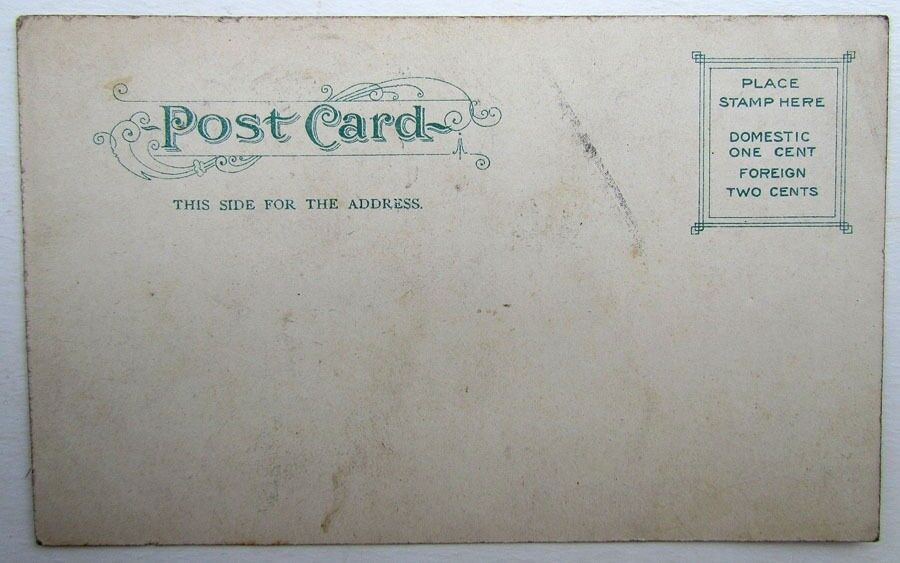 Post Card
THIS SIDE FOR THE ADDRESS.
PLACE
STAMP HERE
DOMESTIC
ONE CENT
FOREIGN
TWO CENTS